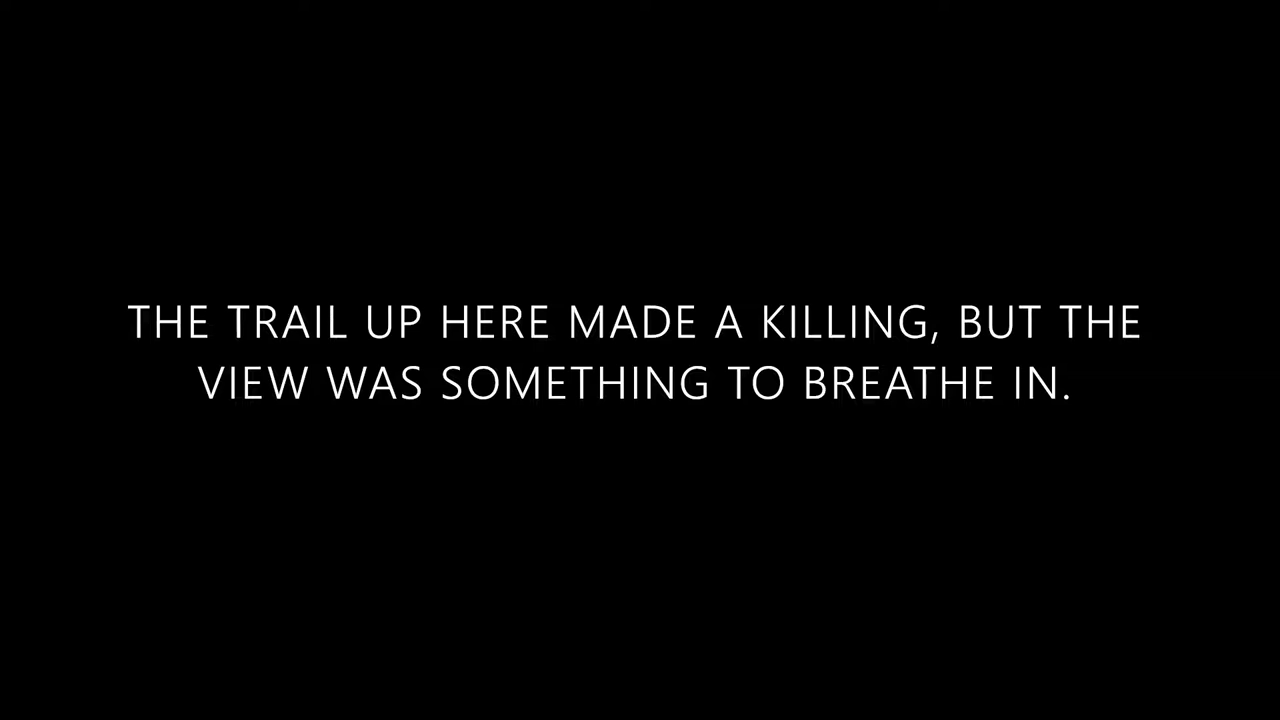 THE TRAIL UP HERE MADE A KILLING, BUT THE
VIEW WAS SOMETHING TO BREATHE IN.